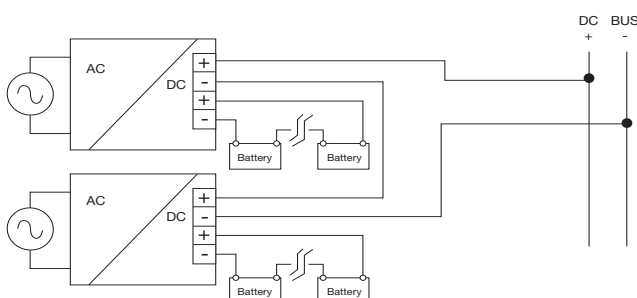 DC BUS
+ -
AC
DC
+
-
+
-
Battery Battery
AC
DC
+
-
+
-
Battery Battery